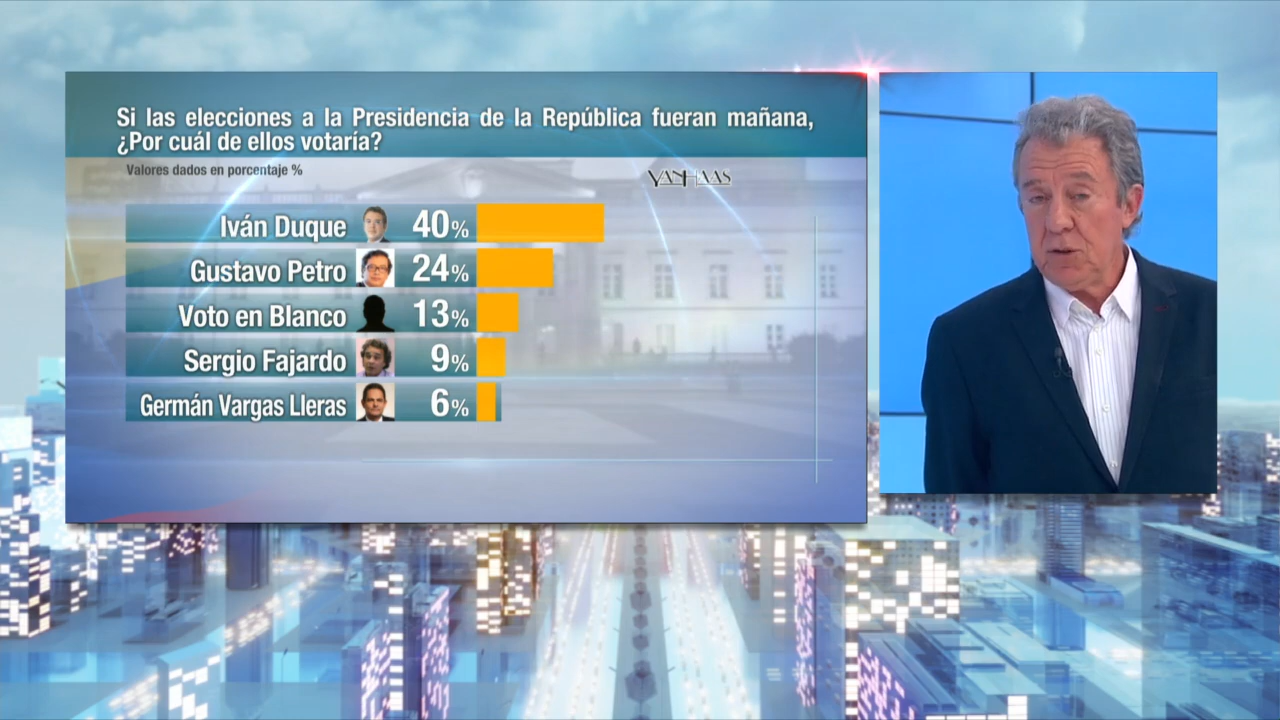 Si las elecciones a la Presidencia de la República fueran mañana,
¿Por cuál de ellos votaría?
Valores dados en porcentaje %
YANHAAS
Iván Duque 40%
Gustavo Petro 24%
Voto en Blanco 13%
Sergio Fajardo 9%
Germán Vargas Lleras 6%